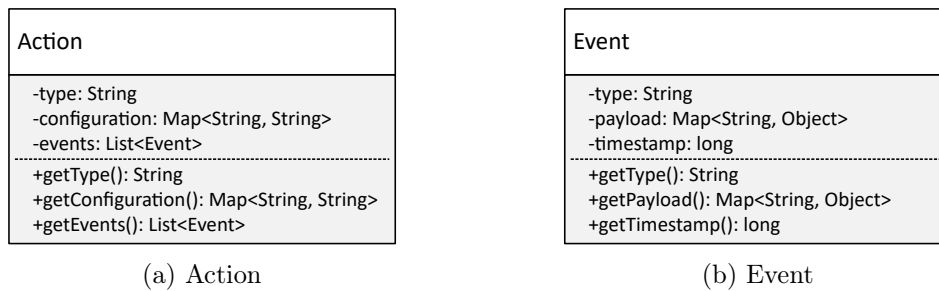 Action
-type: String
-configuration: Map<String, String>
-events: List<Event>
+getType(): String
+getConfiguration(): Map<String, String>
+getEvents(): List<Event>
(a) Action
Event
-type: String
-payload: Map<String, Object>
-timestamp: long
+getType(): String
+getPayload(): Map<String, Object>
+getTimestamp(): long
(b) Event